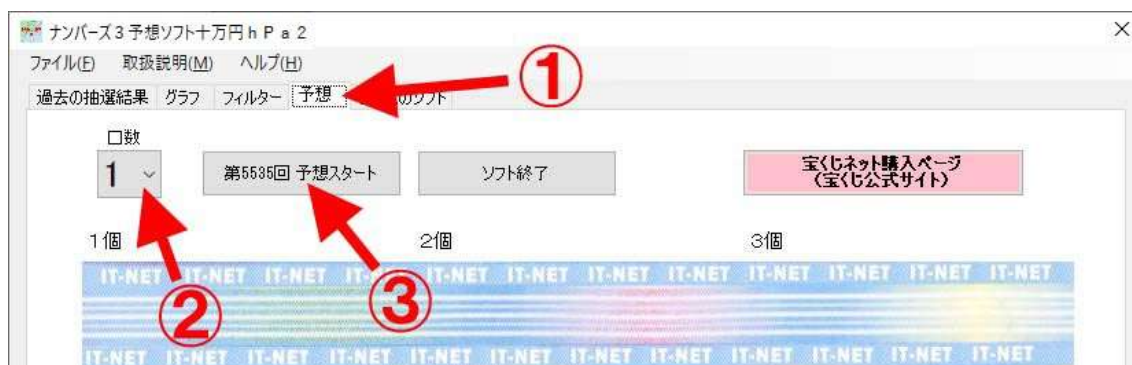 ナンバーズ3予想ソフト十万円hPa2
ファイル(F) 取扱説明(M) ヘルプ(H)
過去の抽選結果 グラフ フィルター 予想 のソフト
①
口数
1
第5535回 予想スタート
ソフト終了
宝くじネット購入ページ
(宝くじ公式サイト)
1個 2個 3個
IT-NET IT-NET IT-NET IT-NET IT-NET IT-NET IT-NET IT-NET IT-NET IT-NET IT-NET
② ③
IT-NET IT-NET IT-NET IT-NET IT-NET IT-NET IT-NET IT-NET IT-NET IT-NET IT-NET IT-NET